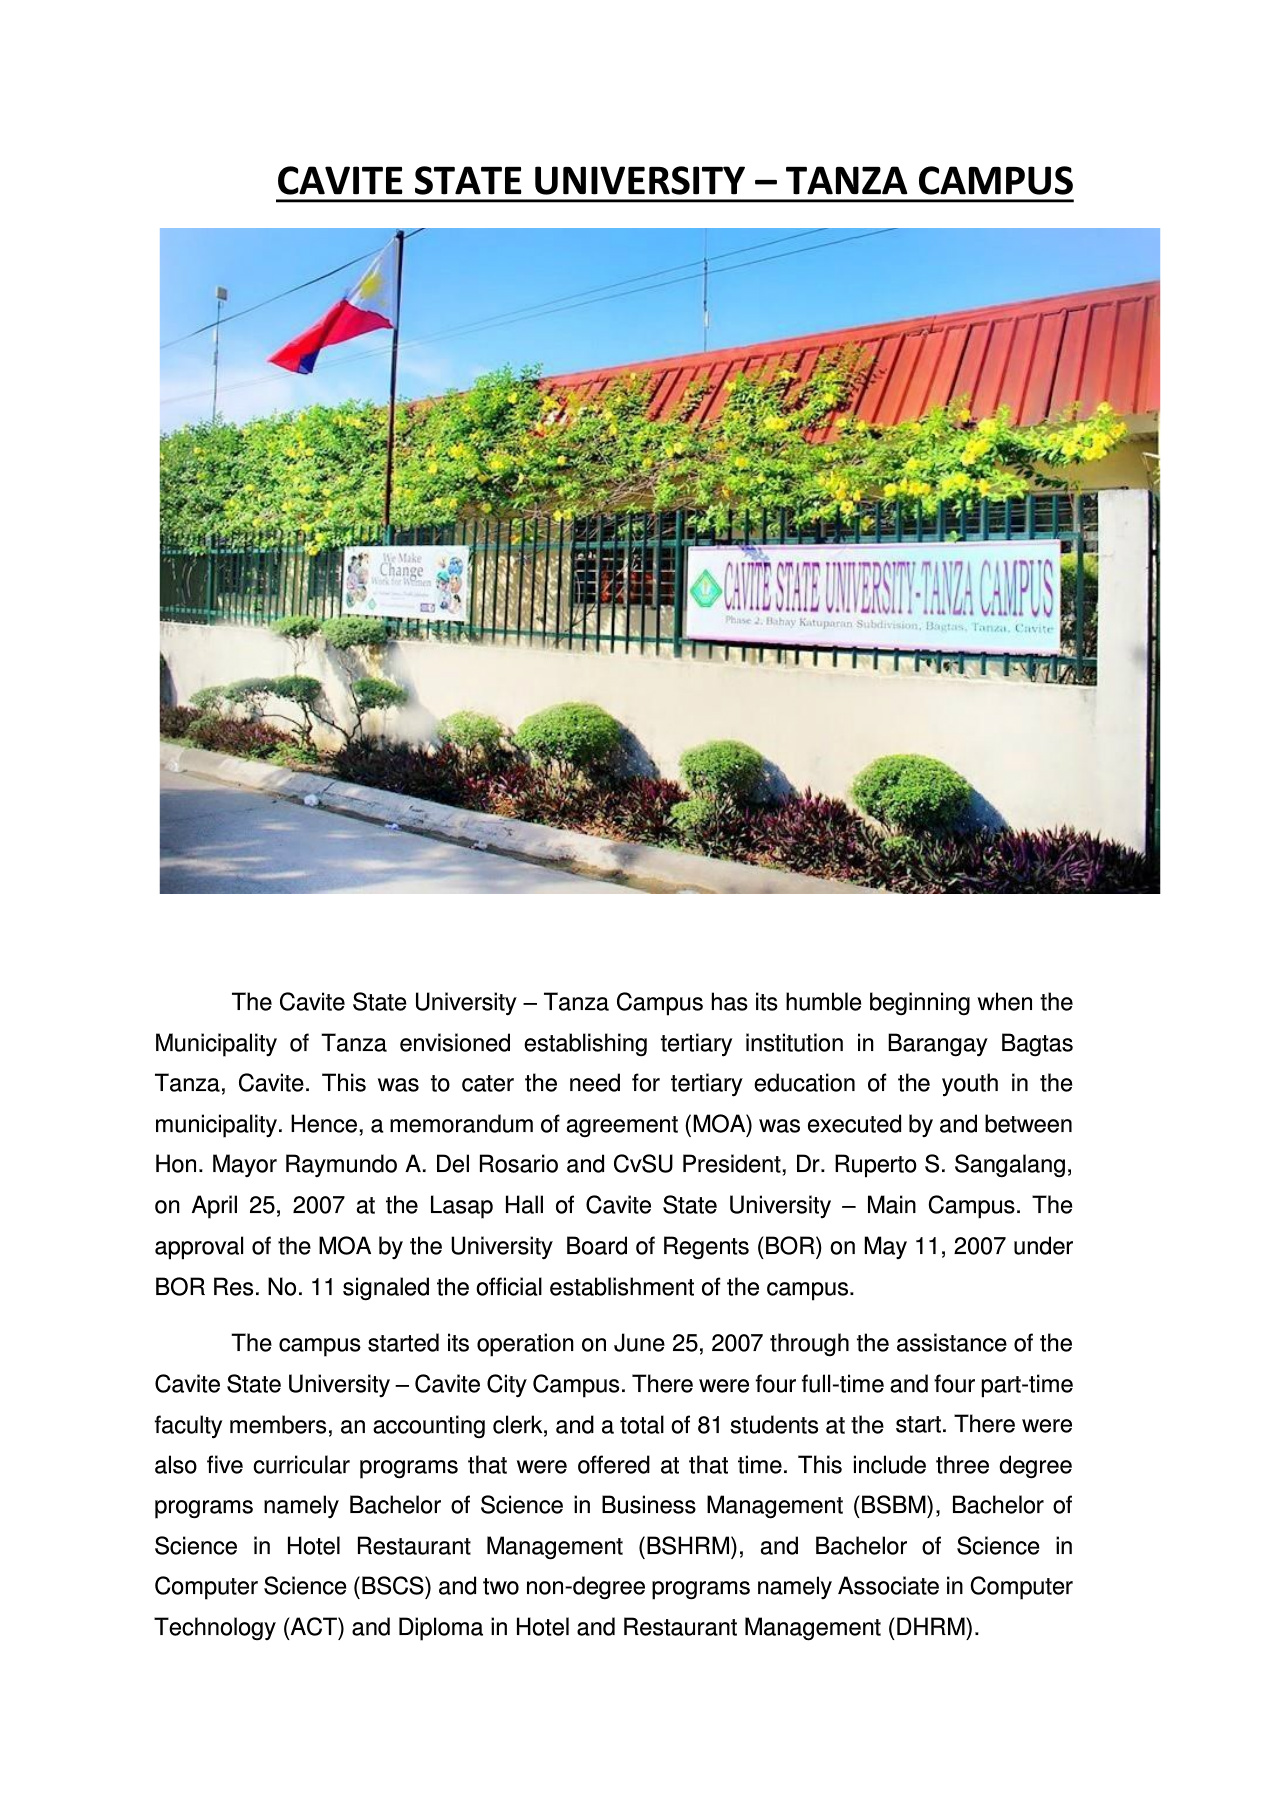 CAVITE STATE UNIVERSITY – TANZA CAMPUS
We Make
Change
Work for Women
CAVITE STATE UNIVERSITY-TANZA CAMPUS
Phase 2, Bahay Katuparan Subdivision, Bagtas, Tanza, Cavite
The Cavite State University – Tanza Campus has its humble beginning when the
Municipality of Tanza envisioned establishing tertiary institution in Barangay Bagtas
Tanza, Cavite. This was to cater the need for tertiary education of the youth in the
municipality. Hence, a memorandum of agreement (MOA) was executed by and between
Hon. Mayor Raymundo A. Del Rosario and CvSU President, Dr. Ruperto S. Sangalang,
on April 25, 2007 at the Lasap Hall of Cavite State University – Main Campus. The
approval of the MOA by the University Board of Regents (BOR) on May 11, 2007 under
BOR Res. No. 11 signaled the official establishment of the campus.
The campus started its operation on June 25, 2007 through the assistance of the
Cavite State University – Cavite City Campus. There were four full-time and four part-time
faculty members, an accounting clerk, and a total of 81 students at the start. There were
also five curricular programs that were offered at that time. This include three degree
programs namely Bachelor of Science in Business Management (BSBM), Bachelor of
Science in Hotel Restaurant Management (BSHRM), and Bachelor of Science in
Computer Science (BSCS) and two non-degree programs namely Associate in Computer
Technology (ACT) and Diploma in Hotel and Restaurant Management (DHRM).